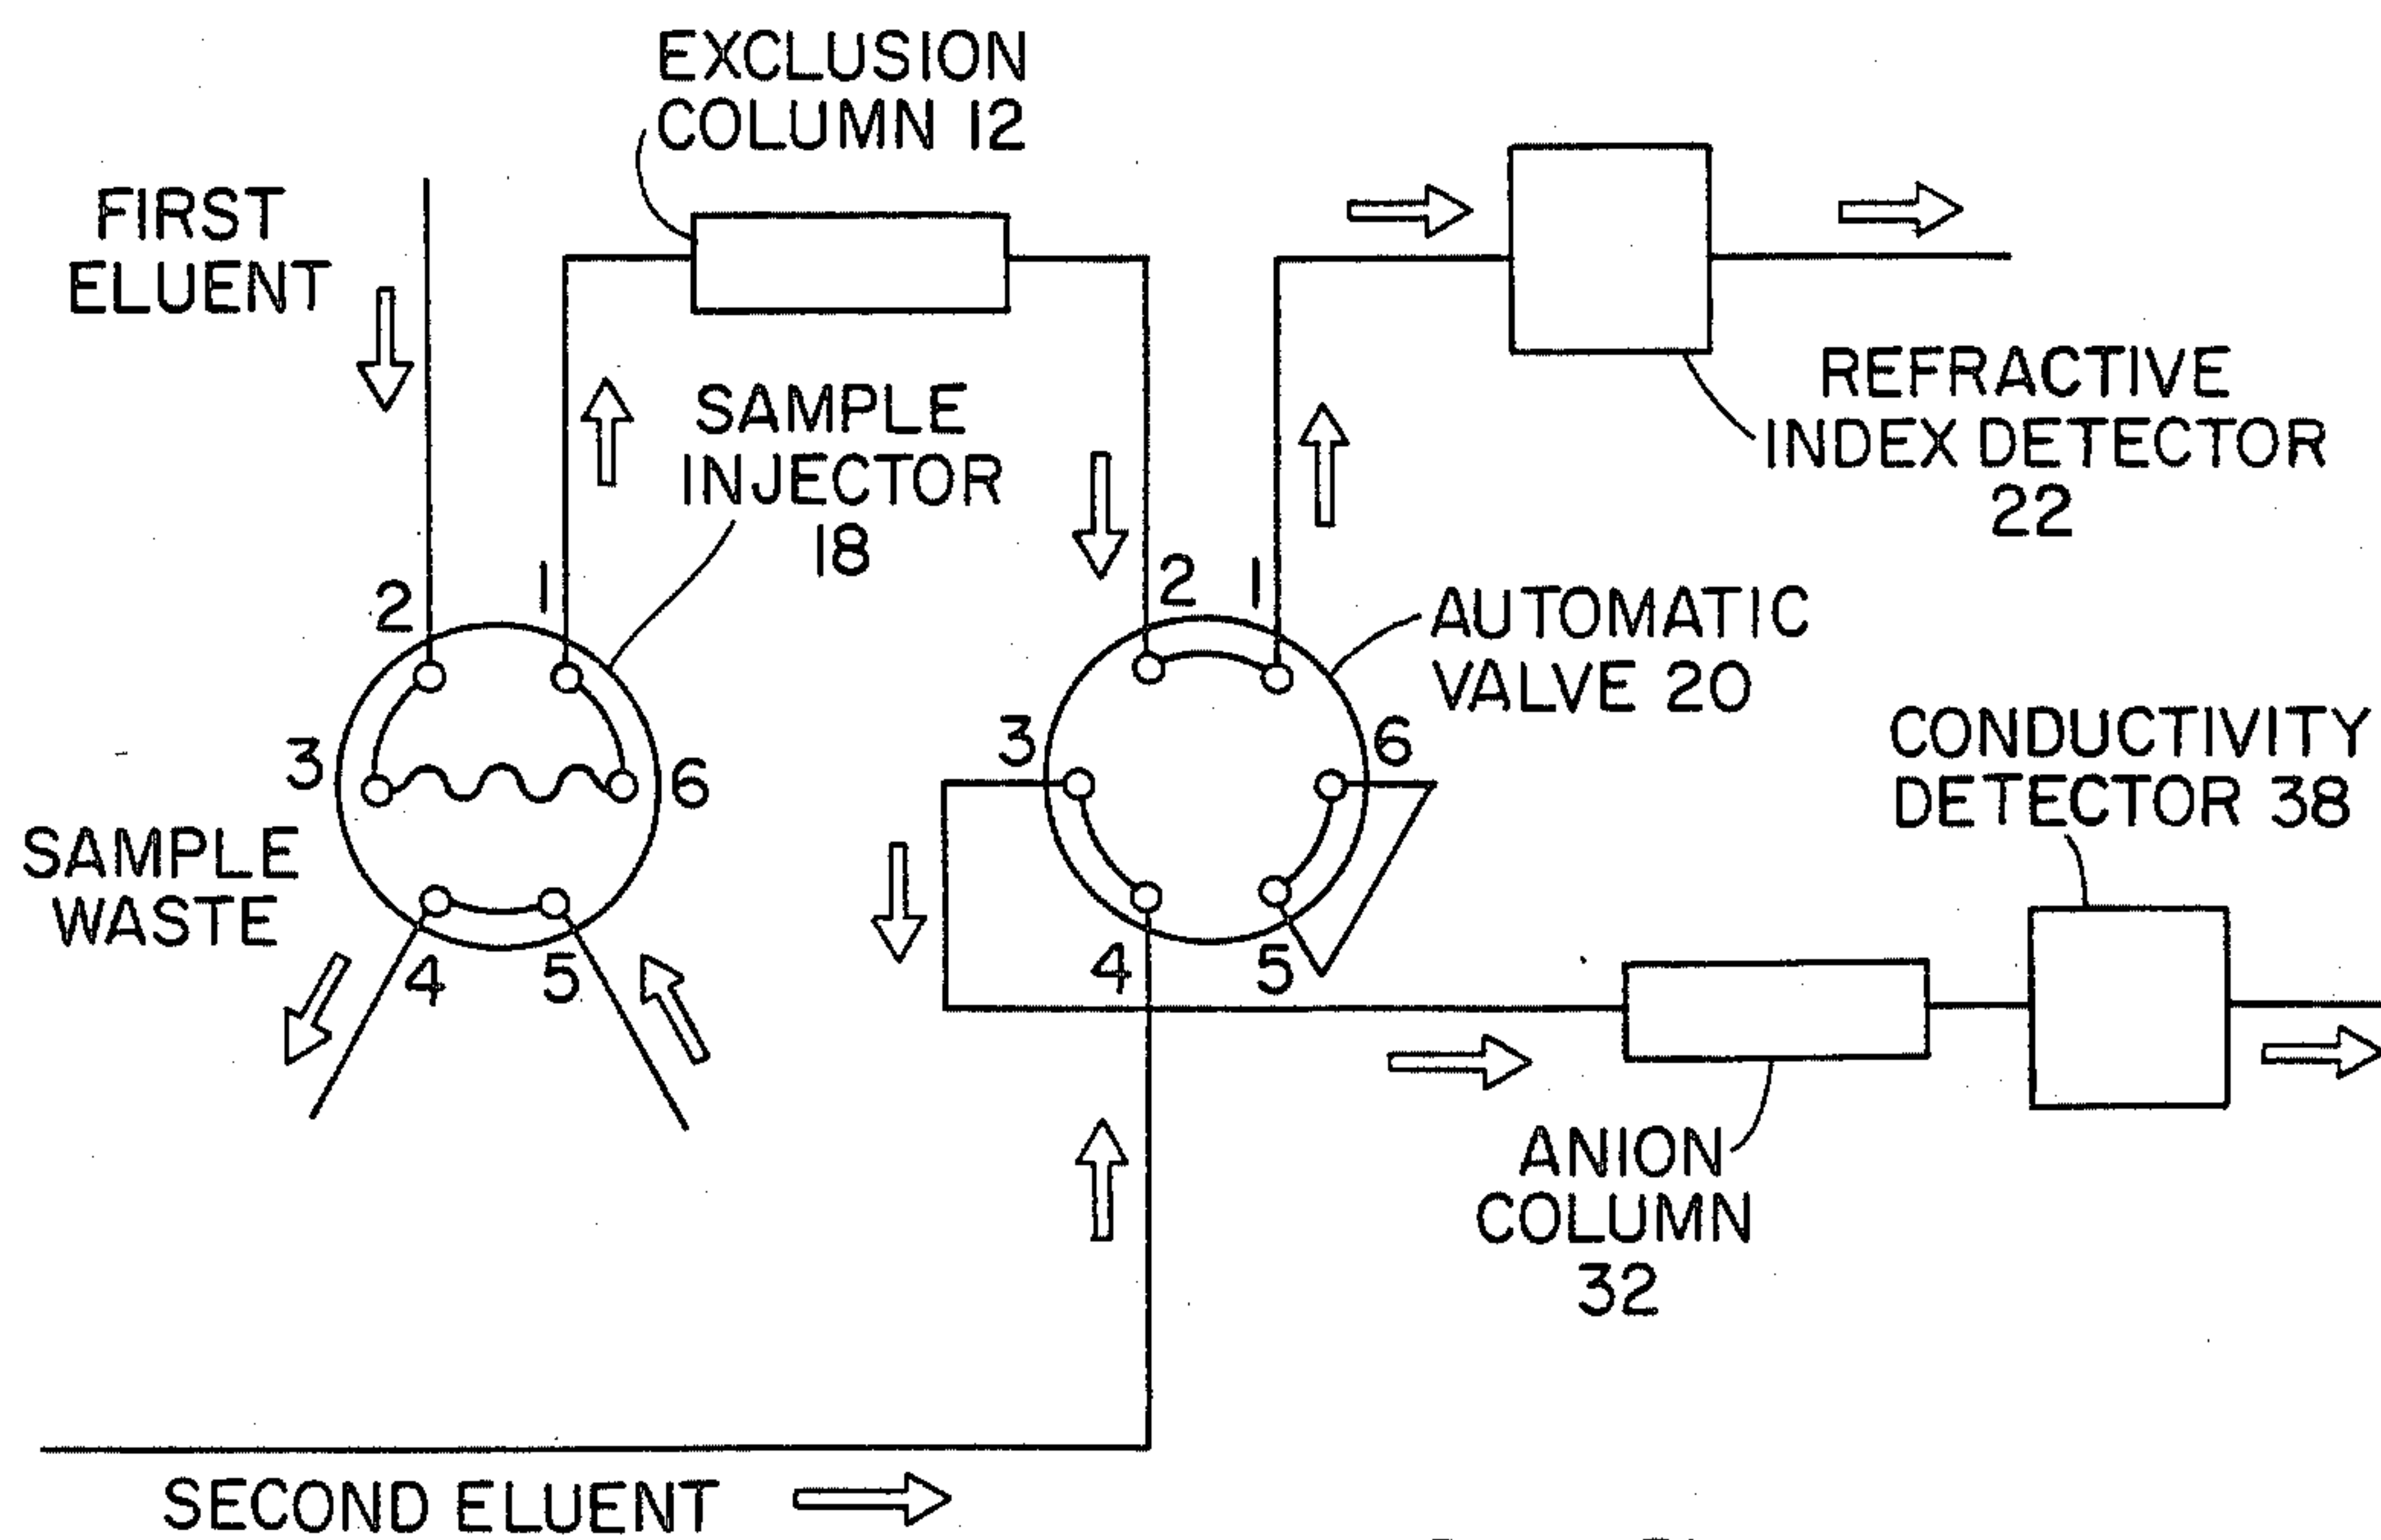 EXCLUSION
COLUMN 12
FIRST
ELUENT
SAMPLE
INJECTOR
18
REFRACTIVE
INDEX DETECTOR
22
2
1
3
6
4
5
SAMPLE
WASTE
2
1
3
6
4
5
AUTOMATIC
VALVE 20
CONDUCTIVITY
DETECTOR 38
ANION
COLUMN
32
SECOND ELUENT